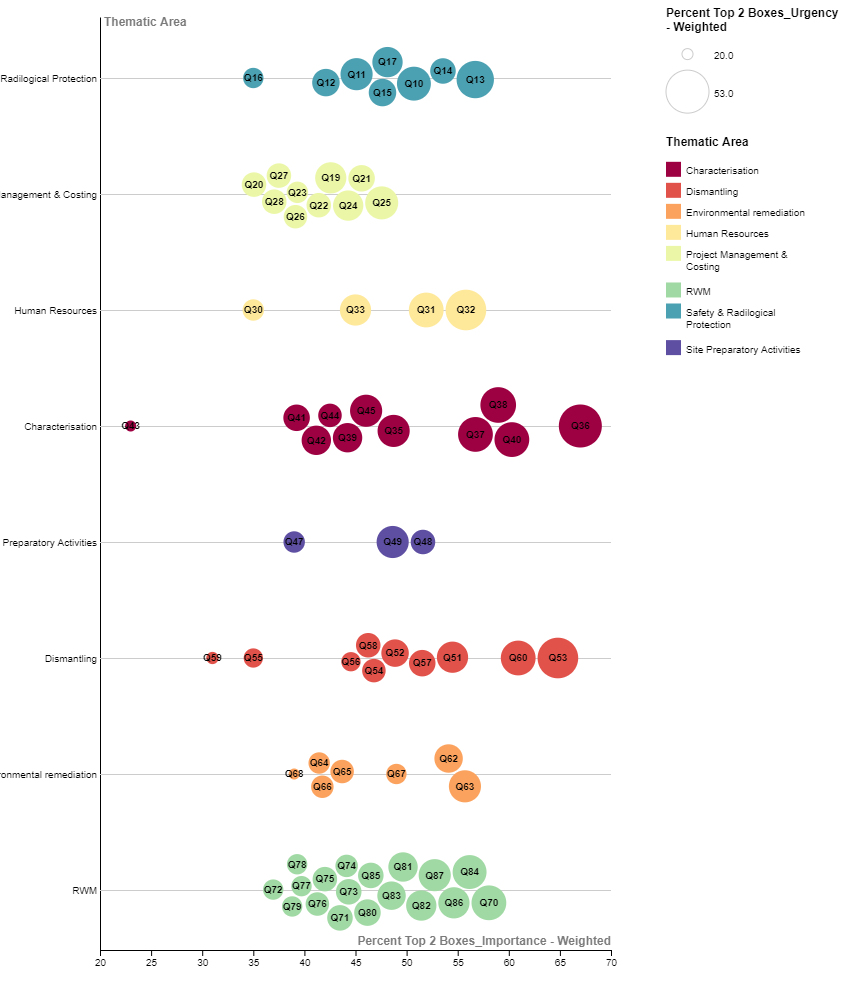 Thematic Area
Radilogical Protection
Q16
Q12
Q11
Q17
Q15
Q10
Q14
Q13
anagement & Costing
Q20
Q27
Q28
Q23
Q26
Q22
Q19
Q24
Q21
Q25
Human Resources
Q30
Q33
Q31
Q32
Characterisation
Q43
Q41
Q42
Q44
Q39
Q45
Q35
Q37
Q38
Q40
Q36
Preparatory Activities
Q47
Q49
Q48
Dismantling
Q59
Q55
Q56
Q58
Q54
Q52
Q57
Q51
Q60
Q53
ronmental remediation
Q68
Q64
Q66
Q65
Q67
Q62
Q63
RWM
Q72
Q78
Q79
Q77
Q76
Q75
Q71
Q74
Q73
Q85
Q80
Q83
Q81
Q82
Q87
Q86
Q84
Q70
Percent Top 2 Boxes_Importance - Weighted
20 25 30 35 40 45 50 55 60 65 70
Percent Top 2 Boxes_Urgency
- Weighted
20.0
53.0
Thematic Area
Characterisation
Dismantling
Environmental remediation
Human Resources
Project Management &
Costing
RWM
Safety & Radilogical
Protection
Site Preparatory Activities